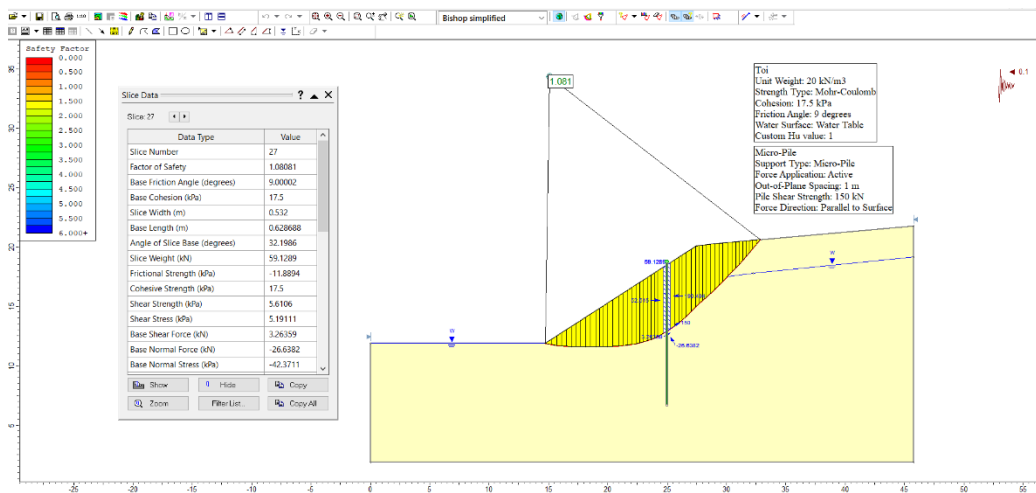 Bishop simplified
Safety Factor
0.000
0.500
1.000
1.500
2.000
2.500
3.000
3.500
4.000
4.500
5.000
5.500
6.000+
Slice Data
Slice: 27
Data Type Value
Slice Number 27
Factor of Safety 1.08081
Base Friction Angle (degrees) 9.00002
Base Cohesion (kPa) 17.5
Slice Width (m) 0.532
Base Length (m) 0.628688
Angle of Slice Base (degrees) 32.1986
Slice Weight (kN) 59.1289
Frictional Strength (kPa) -11.8894
Cohesive Strength (kPa) 17.5
Shear Strength (kPa) 5.6106
Shear Stress (kPa) 5.19111
Base Shear Force (kN) 3.26359
Base Normal Force (kN) -26.6382
Base Normal Stress (kPa) -42.3711
Show Hide Copy
Zoom Filter List... Copy All
1.081
Toi
Unit Weight: 20 kN/m3
Strength Type: Mohr-Coulomb
Cohesion: 17.5 kPa
Friction Angle: 9 degrees
Water Surface: Water Table
Custom Hu value: 1
Micro-Pile
Support Type: Micro-Pile
Force Application: Active
Out-of-Plane Spacing: 1 m
Pile Shear Strength: 150 kN
Force Direction: Parallel to Surface
0.1
W
W
-26.6382
35
30
25
20
15
10
5
-25 -20 -15 -10 -5 0 5 10 15 20 25 30 35 40 45 50 55